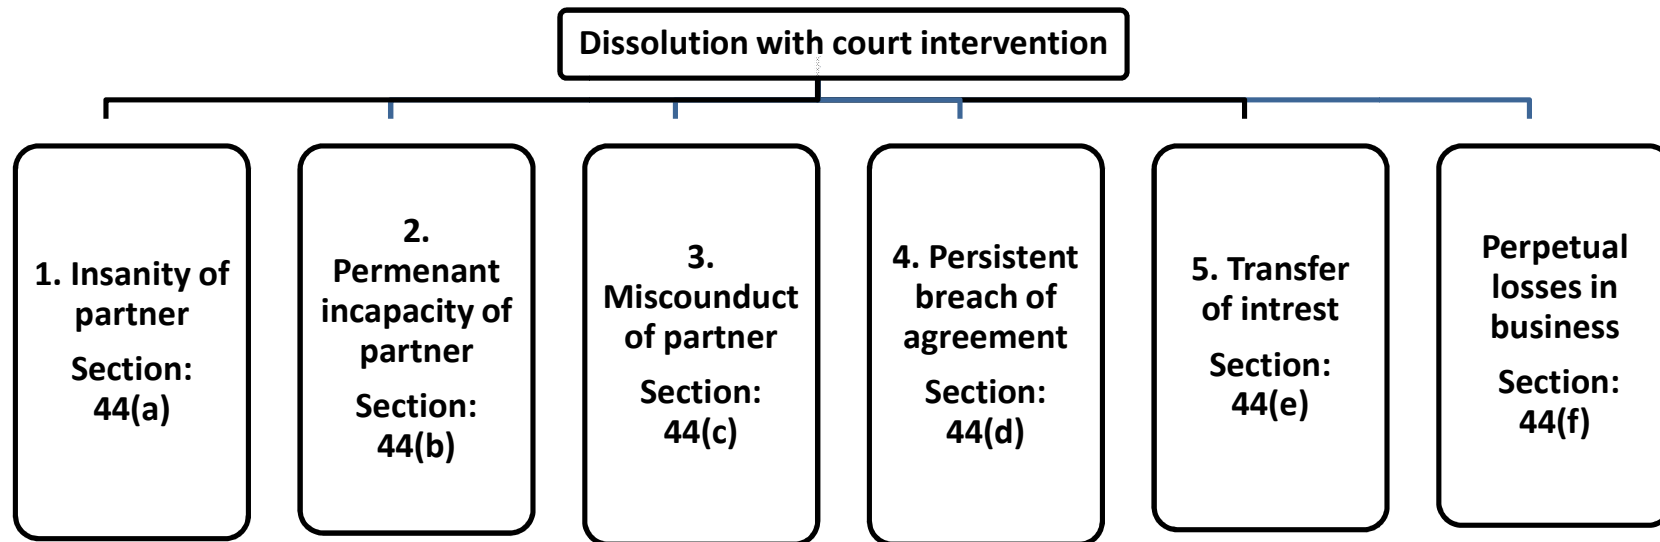 Dissolution with court intervention
1. Insanity of
partner
Section:
44(a)
2.
Permenant
incapacity of
partner
Section:
44(b)
3.
Miscounduct
of partner
Section:
44(c)
4. Persistent
breach of
agreement
Section:
44(d)
5. Transfer
of intrest
Section:
44(e)
Perpetual
losses in
business
Section:
44(f)